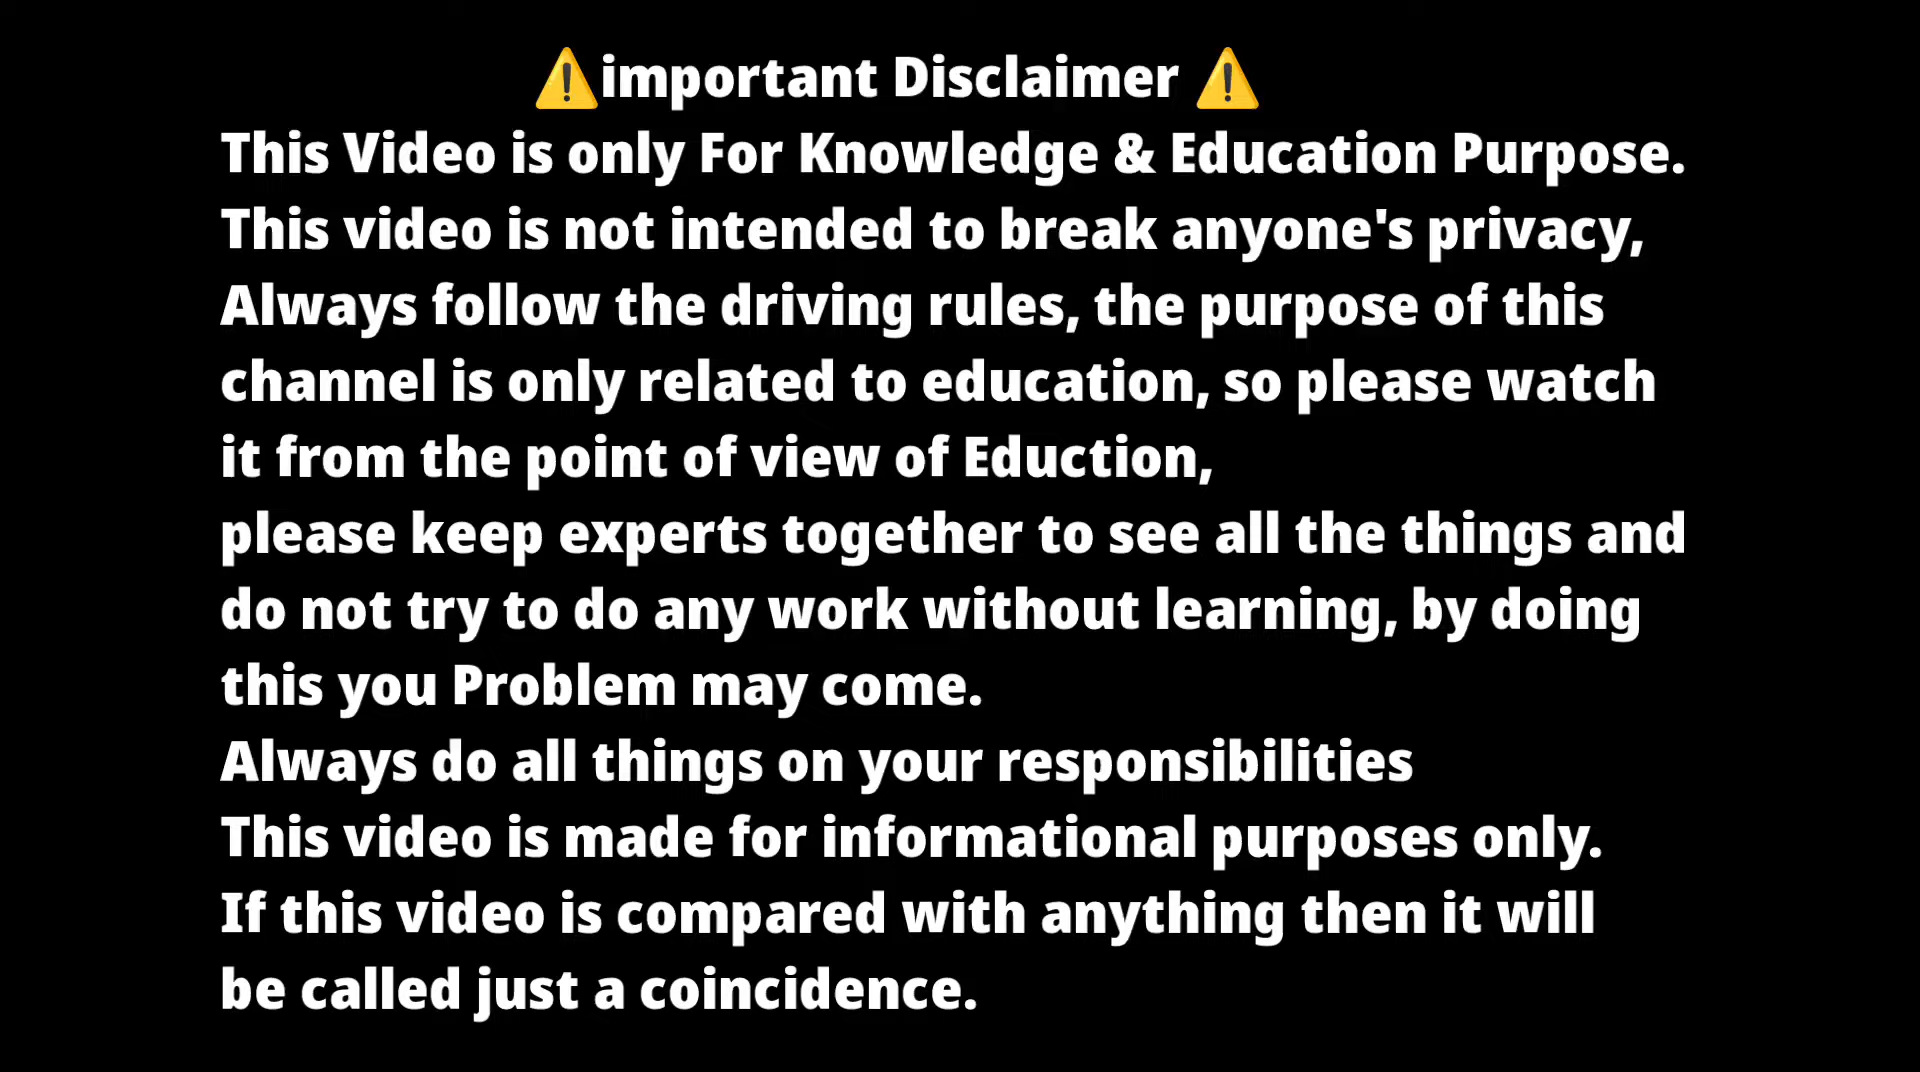 ⚠️important Disclaimer ⚠️
This Video is only For Knowledge & Education Purpose.
This video is not intended to break anyone's privacy,
Always follow the driving rules, the purpose of this
channel is only related to education, so please watch
it from the point of view of Eduction,
please keep experts together to see all the things and
do not try to do any work without learning, by doing
this you Problem may come.
Always do all things on your responsibilities
This video is made for informational purposes only.
If this video is compared with anything then it will
be called just a coincidence.